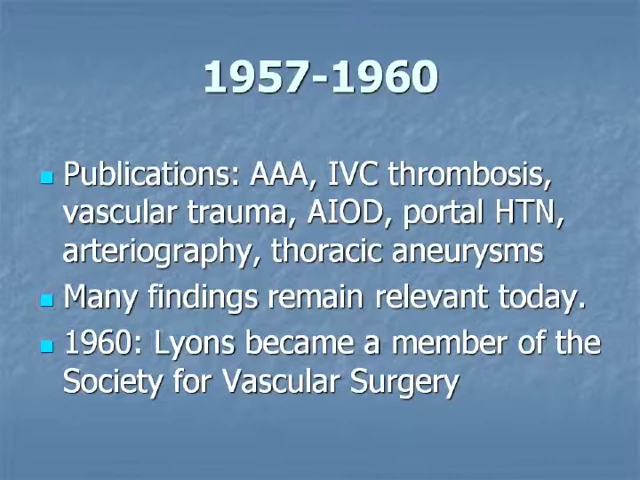 1957-1960
Publications: AAA, IVC thrombosis,
vascular trauma, AIOD, portal HTN,
arteriography, thoracic aneurysms
Many findings remain relevant today.
1960: Lyons became a member of the
Society for Vascular Surgery